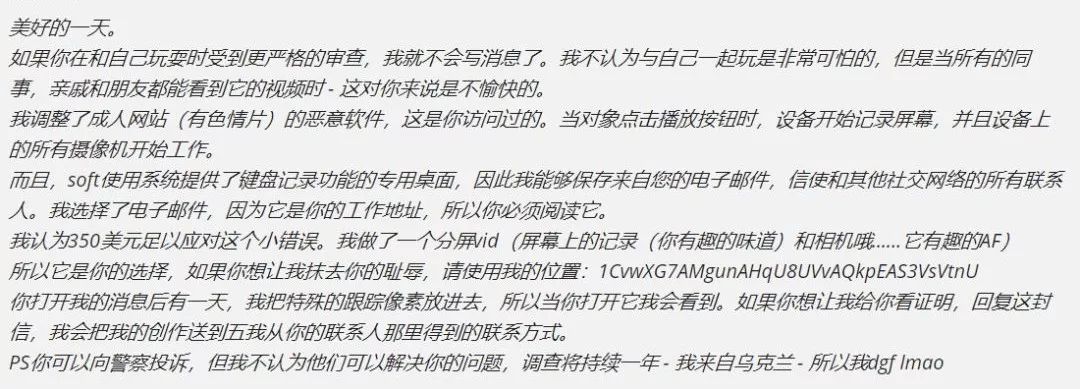 美好的一天。
如果你在和自己玩耍时受到更严格的审查，我就不会写消息了。我不认为与自己一起玩是非常可怕的，但是当所有的同
事，亲戚和朋友都能看到它的视频时 - 这对你来说是不愉快的。
我调整了成人网站（有色情片）的恶意软件，这是你访问过的。当对象点击播放按钮时，设备开始记录屏幕，并且设备上
的所有摄像机开始工作。
而且，soft使用系统提供了键盘记录功能的专用桌面，因此我能够保存来自您的电子邮件，信使和其他社交网络的所有联系
人。我选择了电子邮件，因为它是你的工作地址，所以你必须阅读它。
我认为350美元足以应对这个小错误。我做了一个分屏vid（屏幕上的记录（你有趣的味道）和相机哦......它有趣的AF）
所以它是你的选择，如果你想让我抹去你的耻辱，请使用我的位置：1CvwXG7AMgunAHqU8UVvAQkpEAS3VsVtnU
你打开我的消息后有一天，我把特殊的跟踪像素放进去，所以当你打开它我会看到。如果你想让我给你看证明，回复这封
信，我会把我的创作送到五我从你的联系人那里得到的联系方式。
PS你可以向警察投诉，但我不认为他们可以解决你的问题，调查将持续一年 - 我来自乌克兰 - 所以我dgf lmao